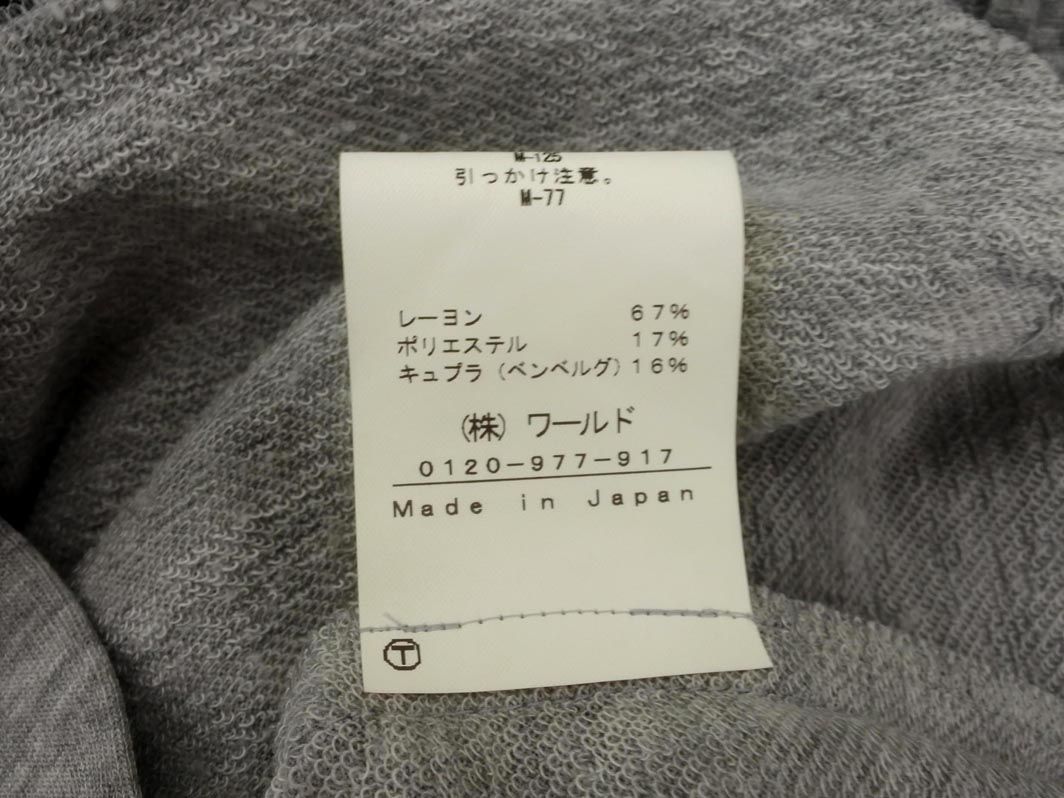 M-125
引っかけ注意。
M-77
レーヨン 67%
ポリエステル 17%
キュプラ(ベンベルグ)16%
(株)ワールド
0120-977-917
Made in Japan
T